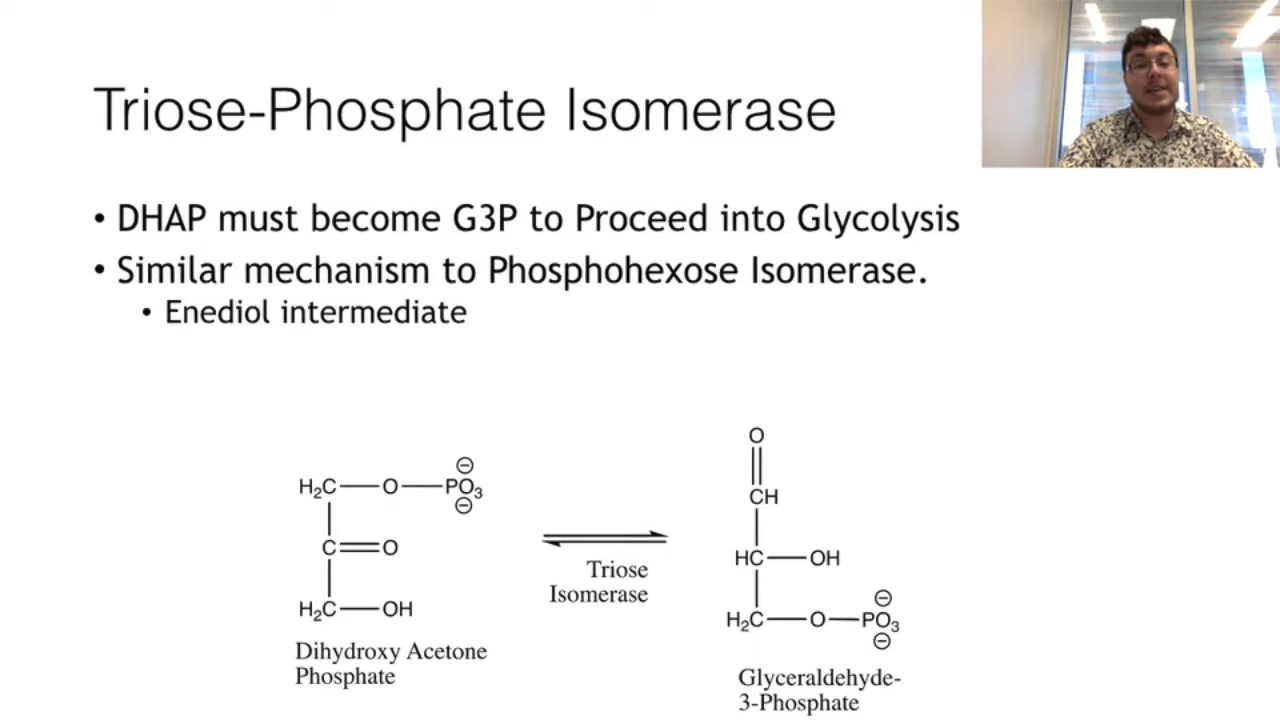 Triose-Phosphate Isomerase
• DHAP must become G3P to Proceed into Glycolysis
• Similar mechanism to Phosphohexose Isomerase.
• Enediol intermediate
H₂C—O—PO₃
⊖
⊖
C=O
H₂C—OH
Dihydroxy Acetone
Phosphate
Triose
Isomerase
O
CH
HC—OH
H₂C—O—PO₃
⊖
⊖
Glyceraldehyde-
3-Phosphate